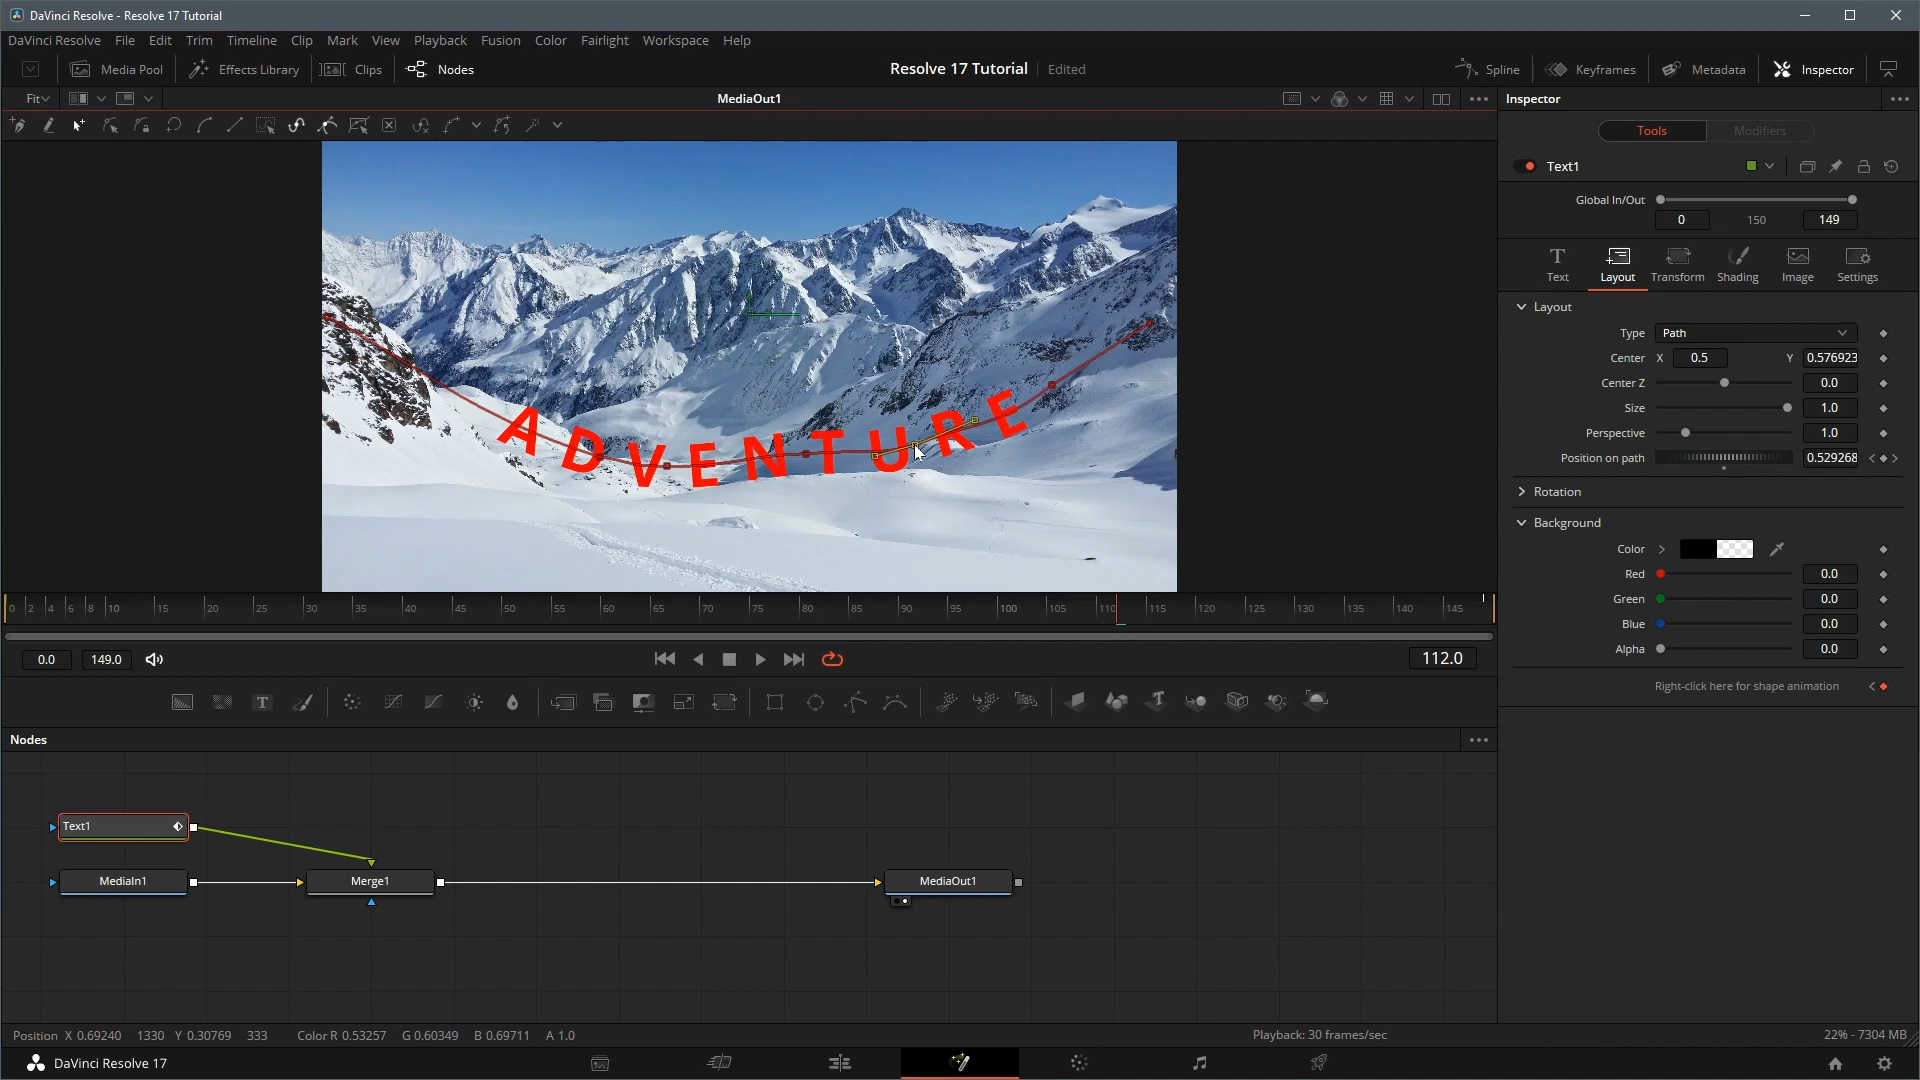 DaVinci Resolve - Resolve 17 Tutorial
DaVinci Resolve File Edit Trim Timeline Clip Mark View Playback Fusion Color Fairlight Workspace Help
Media Pool Effects Library Clips Nodes Resolve 17 Tutorial Edited Spline Keyframes Metadata Inspector
Fit MediaOut1 Inspector
Tools Modifiers
Text1
Global In/Out
0 150 149
Text Layout Transform Shading Image Settings
Layout
Type Path
Center X 0.5 Y 0.576923
Center Z 0.0
Size 1.0
Perspective 1.0
Position on path 0.529268
Rotation
Background
Color
Red 0.0
Green 0.0
Blue 0.0
Alpha 0.0
Right-click here for shape animation
ADVENTURE
0 2 4 6 8 10 15 20 25 30 35 40 45 50 55 60 65 70 75 80 85 90 95 100 105 110 115 120 125 130 135 140 145
0.0 149.0 112.0
Nodes
Text1
MediaIn1 Merge1 MediaOut1
Position X 0.69240 1330 Y 0.30769 333 Color R 0.53257 G 0.60349 B 0.69711 A 1.0 Playback: 30 frames/sec 22% - 7304 MB
DaVinci Resolve 17